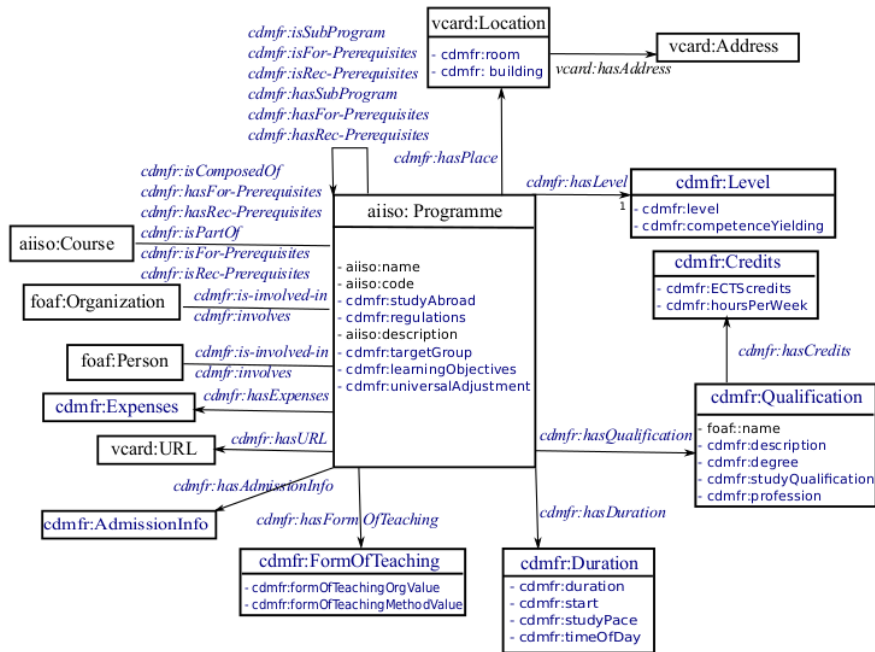 cdmfr:isSubProgram
cdmfr:isFor-Prerequisites
cdmfr:isRec-Prerequisites
cdmfr:hasSubProgram
cdmfr:hasFor-Prerequisites
cdmfr:hasRec-Prerequisites
vcard:Location
- cdmfr:room
- cdmfr: building
vcard:hasAddress
vcard:Address
cdmfr:hasPlace
cdmfr:isComposedOf
cdmfr:hasFor-Prerequisites
cdmfr:hasRec-Prerequisites
cdmfr:isPartOf
cdmfr:isFor-Prerequisites
cdmfr:isRec-Prerequisites
aiiso:Course
cdmfr:hasLevel
1
cdmfr:Level
- cdmfr:level
- cdmfr:competenceYielding
aiiso: Programme
- aiiso:name
- aiiso:code
- cdmfr:studyAbroad
- cdmfr:regulations
- aiiso:description
- cdmfr:targetGroup
- cdmfr:learningObjectives
- cdmfr:universalAdjustment
cdmfr:Credits
- cdmfr:ECTScredits
- cdmfr:hoursPerWeek
cdmfr:hasCredits
foaf:Organization
cdmfr:is-involved-in
cdmfr:involves
foaf:Person
cdmfr:is-involved-in
cdmfr:involves
cdmfr:Expenses
cdmfr:hasExpenses
vcard:URL
cdmfr:hasURL
cdmfr:hasQualification
cdmfr:Qualification
- foaf::name
- cdmfr:description
- cdmfr:degree
- cdmfr:studyQualification
- cdmfr:profession
cdmfr:hasAdmissionInfo
cdmfr:AdmissionInfo
cdmfr:hasFormOfTeaching
cdmfr:hasDuration
cdmfr:FormOfTeaching
- cdmfr:formOfTeachingOrgValue
- cdmfr:formOfTeachingMethodValue
cdmfr:Duration
- cdmfr:duration
- cdmfr:start
- cdmfr:studyPace
- cdmfr:timeOfDay